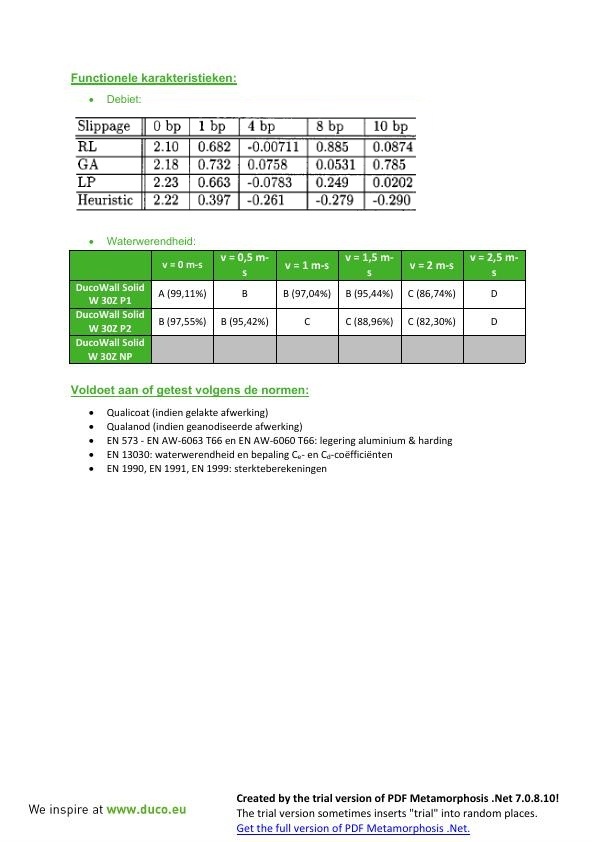 Functionele karakteristieken:
• Debiet:
Slippage 0 bp 1 bp 4 bp 8 bp 10 bp
RL 2.10 0.682 -0.00711 0.885 0.0874
GA 2.18 0.732 0.0758 0.0531 0.785
LP 2.23 0.663 -0.0783 0.249 0.0202
Heuristic 2.22 0.397 -0.261 -0.279 -0.290
• Waterwerendheid:
v = 0 m-s v = 0,5 m-s v = 1 m-s v = 1,5 m-s v = 2 m-s v = 2,5 m-s
DucoWall Solid W 30Z P1 A (99,11%) B B (97,04%) B (95,44%) C (86,74%) D
DucoWall Solid W 30Z P2 B (97,55%) B (95,42%) C C (88,96%) C (82,30%) D
DucoWall Solid W 30Z NP
Voldoet aan of getest volgens de normen:
• Qualicoat (indien gelakte afwerking)
• Qualanod (indien geanodiseerde afwerking)
• EN 573 - EN AW-6063 T66 en EN AW-6060 T66: legering aluminium & harding
• EN 13030: waterwerendheid en bepaling Cₑ- en C_d-coëfficiënten
• EN 1990, EN 1991, EN 1999: sterkteberekeningen
We inspire at www.duco.eu
Created by the trial version of PDF Metamorphosis .Net 7.0.8.10!
The trial version sometimes inserts "trial" into random places.
Get the full version of PDF Metamorphosis .Net.